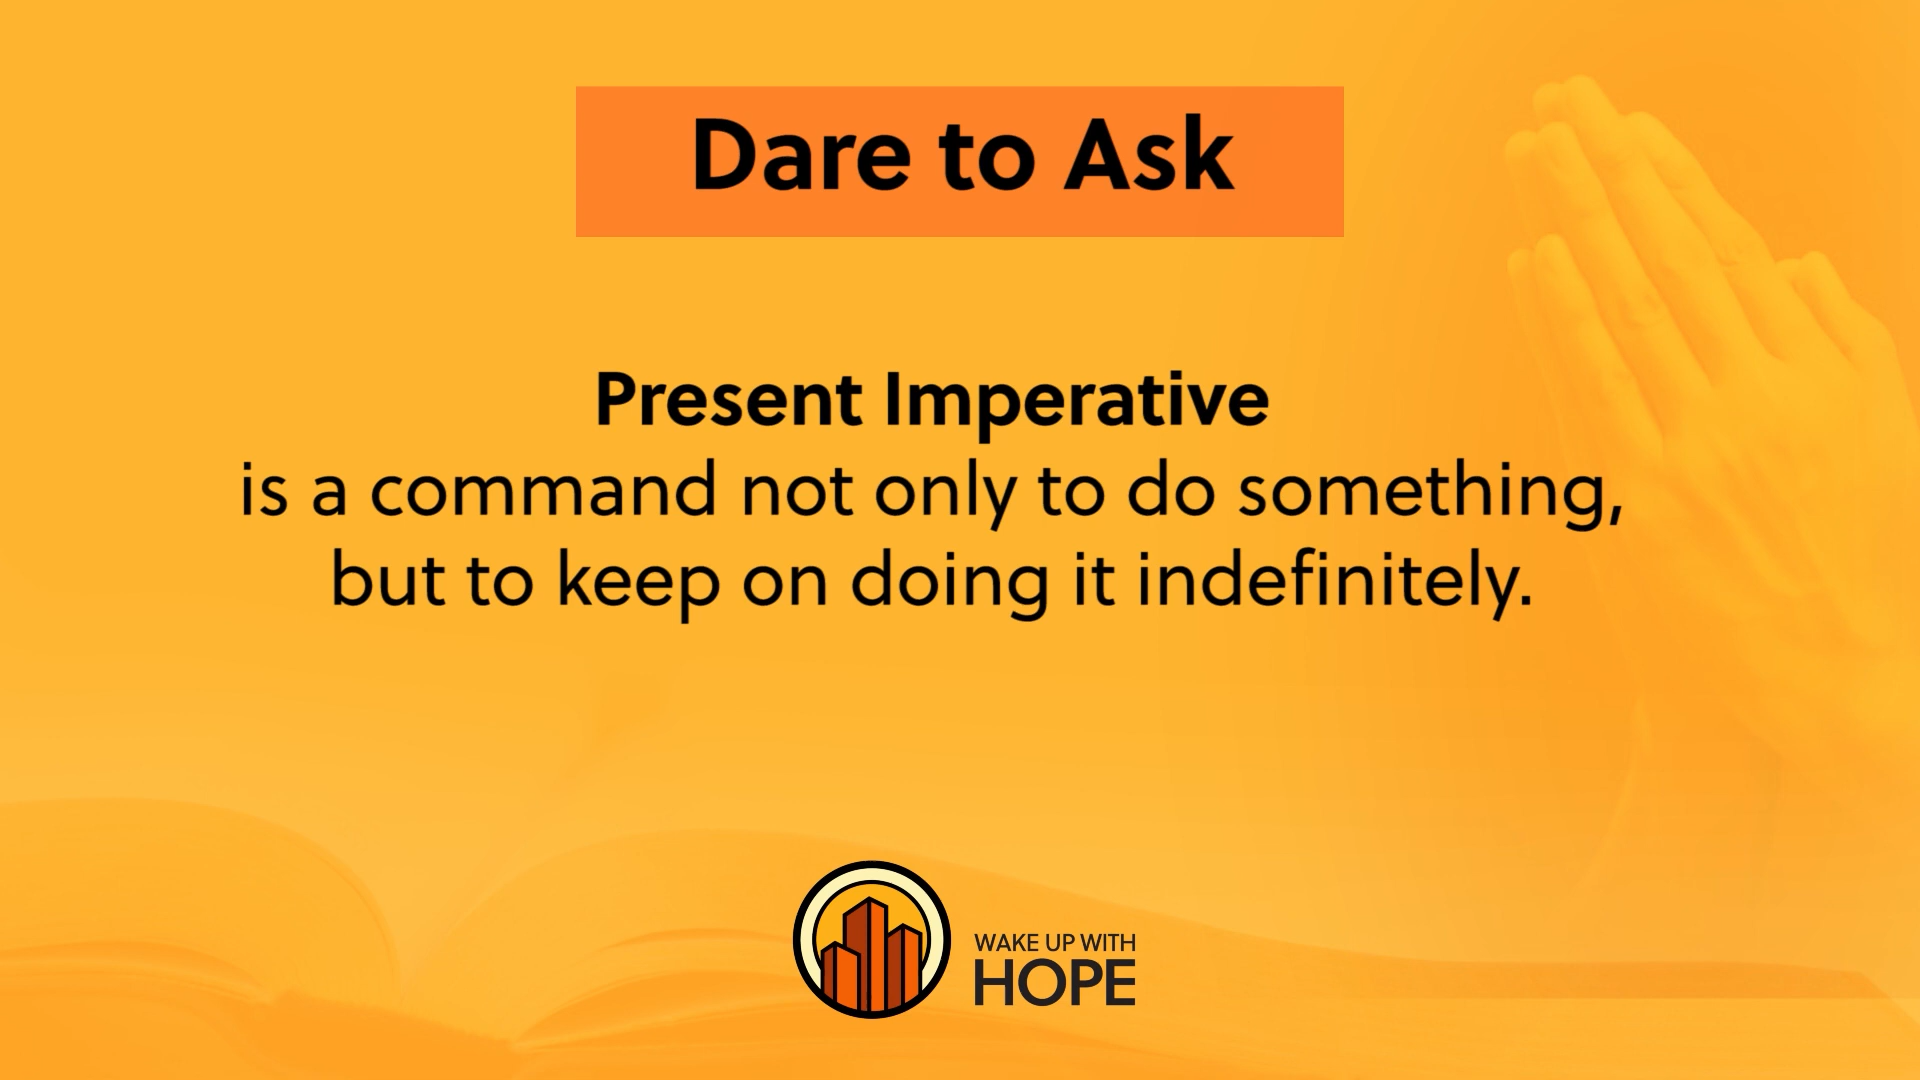 Dare to Ask
Present Imperative
is a command not only to do something,
but to keep on doing it indefinitely.
WAKE UP WITH
HOPE